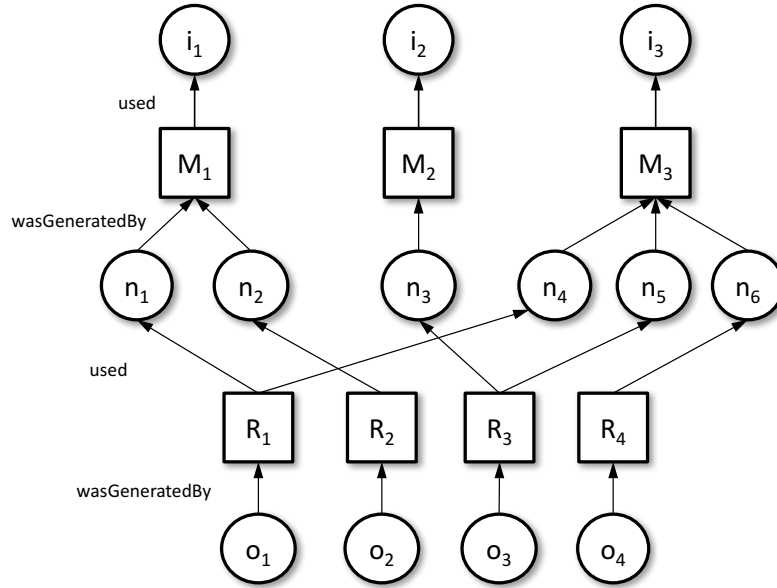 i₁ i₂ i₃
used
M₁ M₂ M₃
wasGeneratedBy
n₁ n₂ n₃ n₄ n₅ n₆
used
R₁ R₂ R₃ R₄
wasGeneratedBy
o₁ o₂ o₃ o₄